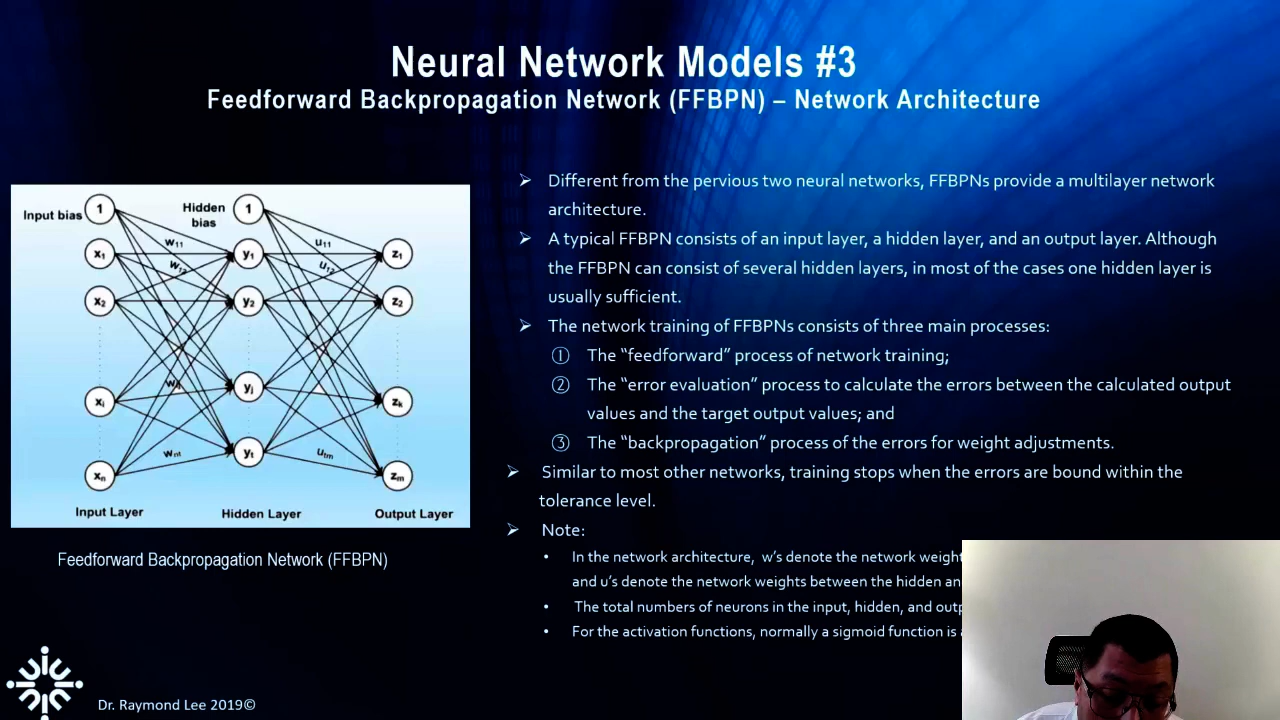 Neural Network Models #3
Feedforward Backpropagation Network (FFBPN) – Network Architecture
Input bias
1
Hidden
bias
1
w11
u11
x1
w12
y1
u12
z1
x2
y2
z2
xi
wij
yj
zk
wnt
yt
utm
xn
zm
Input Layer
Hidden Layer
Output Layer
Feedforward Backpropagation Network (FFBPN)
➢ Different from the pervious two neural networks, FFBPNs provide a multilayer network
architecture.
➢ A typical FFBPN consists of an input layer, a hidden layer, and an output layer. Although
the FFBPN can consist of several hidden layers, in most of the cases one hidden layer is
usually sufficient.
➢ The network training of FFBPNs consists of three main processes:
① The “feedforward” process of network training;
② The “error evaluation” process to calculate the errors between the calculated output
values and the target output values; and
③ The “backpropagation” process of the errors for weight adjustments.
➢ Similar to most other networks, training stops when the errors are bound within the
tolerance level.
➢ Note:
• In the network architecture, w’s denote the network
and u’s denote the network weights between the hidden
• The total numbers of neurons in the input, hidden, and
• For the activation functions, normally a sigmoid function is
Dr. Raymond Lee 2019©